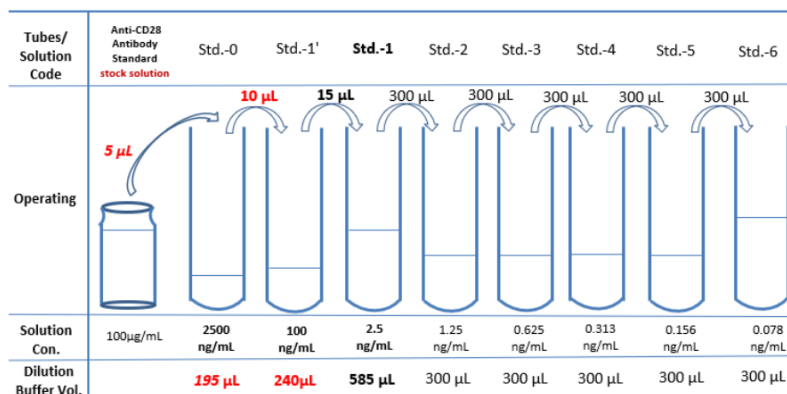 Tubes/ Solution Code
Anti-CD28 Antibody Standard stock solution
Std.-0
Std.-1'
Std.-1
Std.-2
Std.-3
Std.-4
Std.-5
Std.-6
Operating
5 µL
10 µL
15 µL
300 µL
300 µL
300 µL
300 µL
300 µL
Solution Con.
100µg/mL
2500 ng/mL
100 ng/mL
2.5 ng/mL
1.25 ng/mL
0.625 ng/mL
0.313 ng/mL
0.156 ng/mL
0.078 ng/mL
Dilution Buffer Vol.
195 µL
240µL
585 µL
300 µL
300 µL
300 µL
300 µL
300 µL